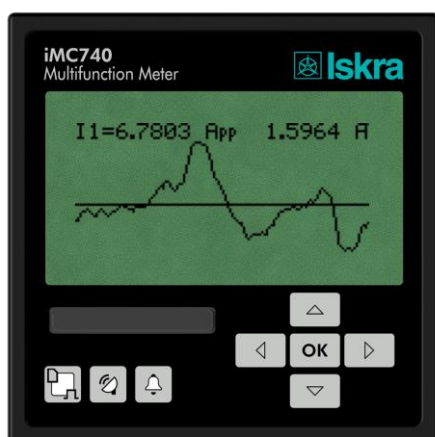 iMC740
Multifunction Meter
Iskra
I1=6.7803 App 1.5964 A
OK